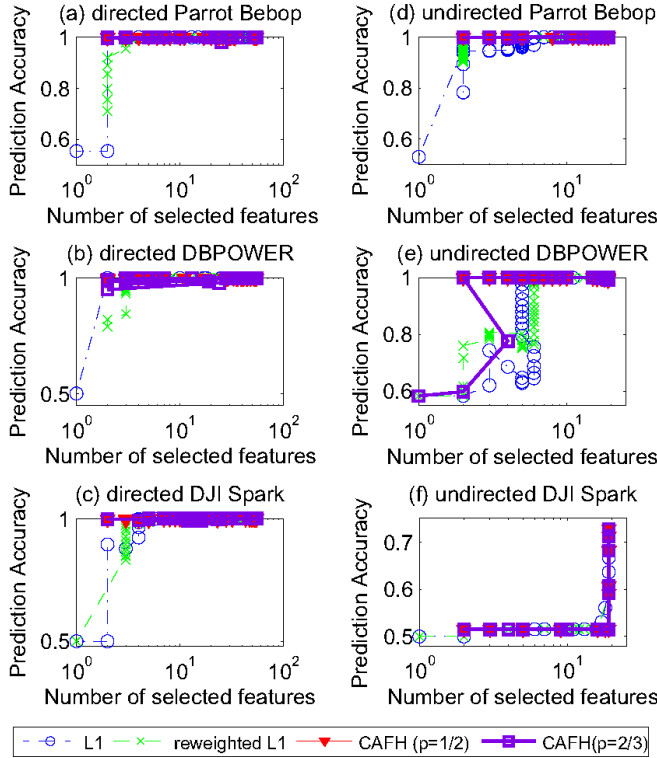 (a) directed Parrot Bebop
Prediction Accuracy
1
0.8
0.6
10^0
10^1
10^2
Number of selected features
(d) undirected Parrot Bebop
Prediction Accuracy
1
0.8
0.6
10^0
10^1
Number of selected features
(b) directed DBPOWER
Prediction Accuracy
1
0.5
10^0
10^1
10^2
Number of selected features
(e) undirected DBPOWER
Prediction Accuracy
1
0.8
0.6
10^0
10^1
Number of selected features
(c) directed DJI Spark
Prediction Accuracy
1
0.5
10^0
10^1
10^2
Number of selected features
(f) undirected DJI Spark
Prediction Accuracy
0.7
0.6
0.5
10^0
10^1
Number of selected features
L1
reweighted L1
CAFH (p=1/2)
CAFH(p=2/3)